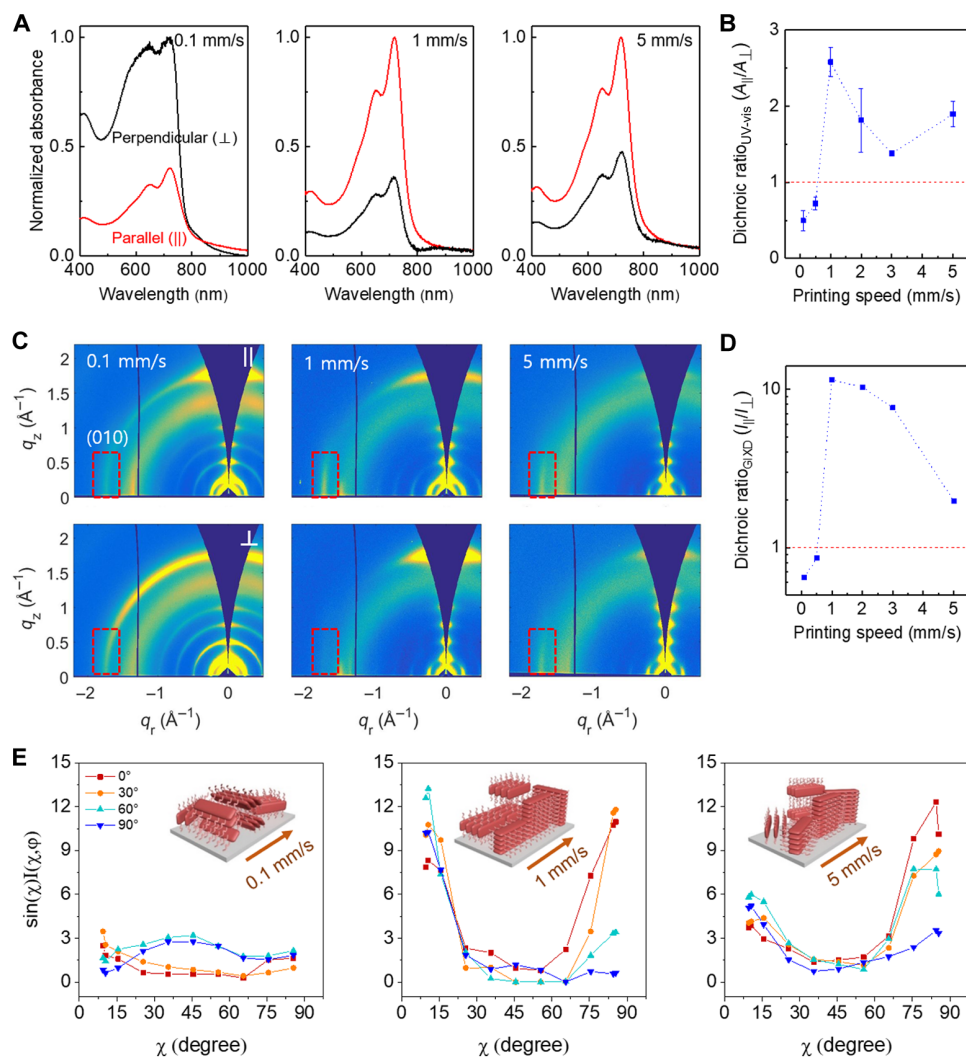 A
0.1 mm/s
1 mm/s
5 mm/s
Normalized absorbance
1.0
0.5
0.0
Perpendicular (⊥)
Parallel (||)
400 600 800 1000
Wavelength (nm)
1.0
0.5
0.0
400 600 800 1000
Wavelength (nm)
1.0
0.5
0.0
400 600 800 1000
Wavelength (nm)
B
Dichroic ratio UV-vis (A||/A⊥)
3
2
1
0
0 1 2 3 4 5
Printing speed (mm/s)
C
0.1 mm/s
||
1 mm/s
5 mm/s
(010)
qz (Å−1)
2
1.5
1
0.5
0
⊥
qz (Å−1)
2
1.5
1
0.5
0
−2 −1 0
qr (Å−1)
−2 −1 0
qr (Å−1)
−2 −1 0
qr (Å−1)
D
Dichroic ratio GIXD (I||/I⊥)
10
1
0 1 2 3 4 5
Printing speed (mm/s)
E
sin(χ)I(χ,φ)
15
12
9
6
3
0
0°
30°
60°
90°
0.1 mm/s
0 15 30 45 60 75 90
χ (degree)
15
12
9
6
3
0
1 mm/s
0 15 30 45 60 75 90
χ (degree)
15
12
9
6
3
0
5 mm/s
0 15 30 45 60 75 90
χ (degree)